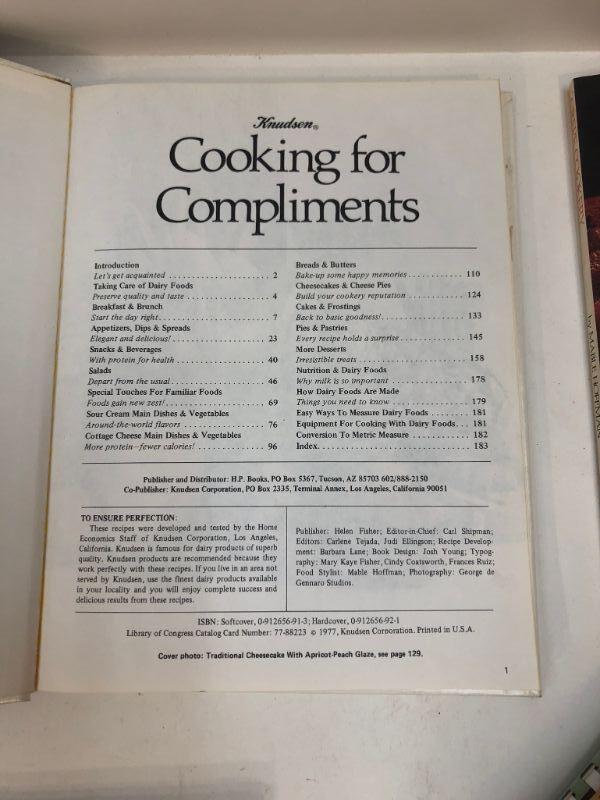 Knudsen®
Cooking for
Compliments
Introduction
Let's get acquainted . . . . . . . . . . . . . . . . . . . . 2
Taking Care of Dairy Foods
Preserve quality and taste . . . . . . . . . . . . . . . . 4
Breakfast & Brunch
Start the day right. . . . . . . . . . . . . . . . . . . . . . 7
Appetizers, Dips & Spreads
Elegant and delicious! . . . . . . . . . . . . . . . . . . . 23
Snacks & Beverages
With protein for health . . . . . . . . . . . . . . . . . . 40
Salads
Depart from the usual . . . . . . . . . . . . . . . . . . . 46
Special Touches For Familiar Foods
Foods gain new zest! . . . . . . . . . . . . . . . . . . . . 69
Sour Cream Main Dishes & Vegetables
Around-the-world flavors . . . . . . . . . . . . . . . . . 76
Cottage Cheese Main Dishes & Vegetables
More protein—fewer calories! . . . . . . . . . . . . . . 96
Breads & Butters
Bake-up some happy memories . . . . . . . . . . . . 110
Cheesecakes & Cheese Pies
Build your cookery reputation . . . . . . . . . . . . . 124
Cakes & Frostings
Back to basic goodness! . . . . . . . . . . . . . . . . . . 133
Pies & Pastries
Every recipe holds a surprise . . . . . . . . . . . . . . 145
More Desserts
Irresistible treats . . . . . . . . . . . . . . . . . . . . . . . 158
Nutrition & Dairy Foods
Why milk is so important . . . . . . . . . . . . . . . . 178
How Dairy Foods Are Made
Things you need to know . . . . . . . . . . . . . . . . 179
Easy Ways To Measure Dairy Foods . . . . . . . . 181
Equipment For Cooking With Dairy Foods. . . 181
Conversion To Metric Measure . . . . . . . . . . . . 182
Index. . . . . . . . . . . . . . . . . . . . . . . . . . . . . . . . 183
Publisher and Distributor: H.P. Books, PO Box 5367, Tucson, AZ 85703 602/888-2150
Co-Publisher: Knudsen Corporation, PO Box 2335, Terminal Annex, Los Angeles, California 90051
TO ENSURE PERFECTION:
These recipes were developed and tested by the Home
Economics Staff of Knudsen Corporation, Los Angeles,
California. Knudsen is famous for dairy products of superb
quality. Knudsen products are recommended because they
work perfectly with these recipes. If you live in an area not
served by Knudsen, use the finest dairy products available
in your locality and you will enjoy complete success and
delicious results from these recipes.
Publisher: Helen Fisher; Editor-in-Chief: Carl Shipman;
Editors: Carlene Tejada, Judi Ellingson; Recipe Develop-
ment: Barbara Lane; Book Design: Josh Young; Typog-
raphy: Mary Kaye Fisher, Cindy Coatsworth, Frances Ruiz;
Food Stylist: Mable Hoffman; Photography: George de
Gennaro Studios.
ISBN: Softcover, 0-912656-91-3; Hardcover, 0-912656-92-1
Library of Congress Catalog Card Number: 77-88223 © 1977, Knudsen Corporation. Printed in U.S.A.
Cover photo: Traditional Cheesecake With Apricot-Peach Glaze, see page 129.
1
by MABLE HOFFMAN